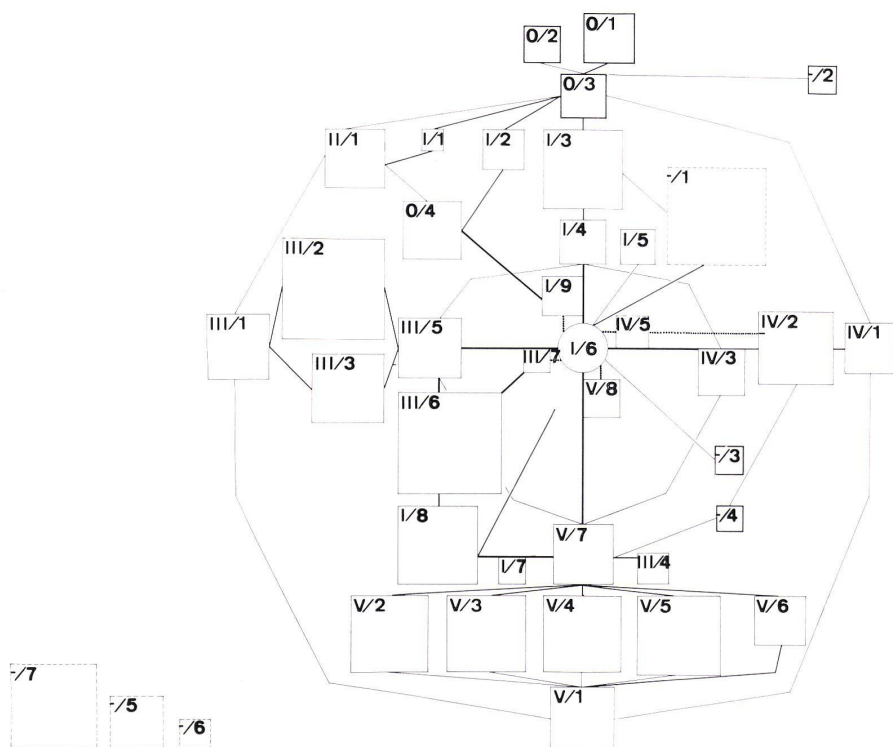 0/2
0/1
-/2
0/3
II/1
I/1
I/2
I/3
-/1
0/4
I/4
I/5
III/2
I/9
III/1
III/5
IV/5
IV/2
IV/1
I/6
III/3
III/7
IV/3
V/8
III/6
-/3
I/8
-/4
V/7
I/7
III/4
V/2
V/3
V/4
V/5
V/6
-/7
V/1
-/5
-/6